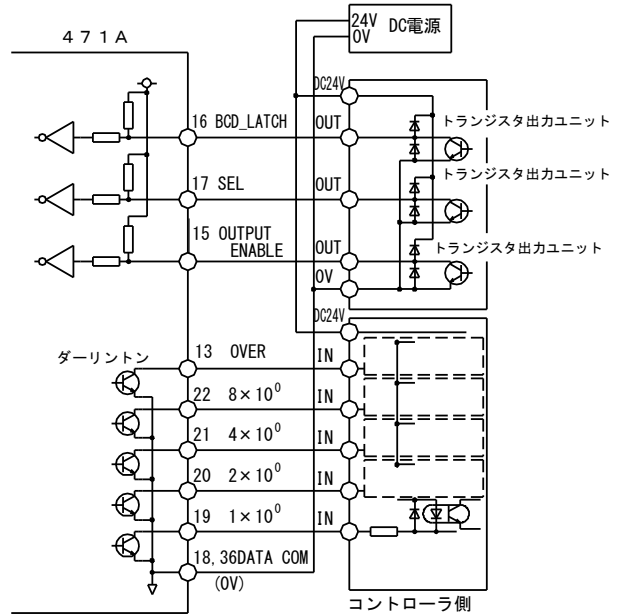 24V
0V
DC電源
471A
DC24V
16 BCD_LATCH
OUT
トランジスタ出力ユニット
トランジスタ出力ユニット
17 SEL
OUT
15 OUTPUT
ENABLE
OUT
トランジスタ出力ユニット
0V
DC24V
ダーリントン
13 OVER
IN
22 8×10⁰
IN
21 4×10⁰
IN
20 2×10⁰
IN
19 1×10⁰
IN
18,36DATA COM
(0V)
コントローラ側